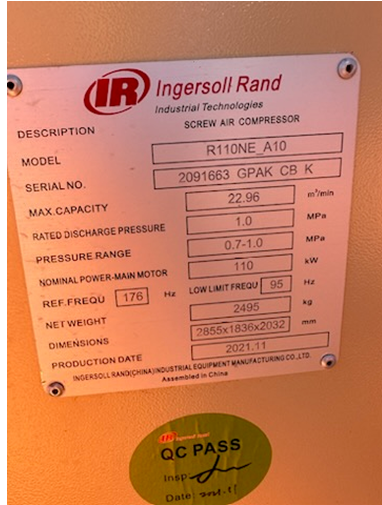 IR Ingersoll Rand
Industrial Technologies
DESCRIPTION SCREW AIR COMPRESSOR
MODEL R110NE_A10
SERIAL NO. 2091663 GPAK CB K
MAX.CAPACITY 22.96 m³/min
RATED DISCHARGE PRESSURE 1.0 MPa
PRESSURE.RANGE 0.7-1.0 MPa
NOMINAL POWER-MAIN MOTOR 110 kW
REF.FREQU 176 Hz LOW LIMIT FREQU 95 Hz
NET WEIGHT 2495 kg
DIMENSIONS 2855x1836x2032 mm
PRODUCTION DATE 2021.11
INGERSOLL RAND(CHINA)INDUSTRIAL EQUIPMENT MANUFACTURING CO.,LTD.
Assembled in China
IR Ingersoll Rand
QC PASS
Insp
Date: